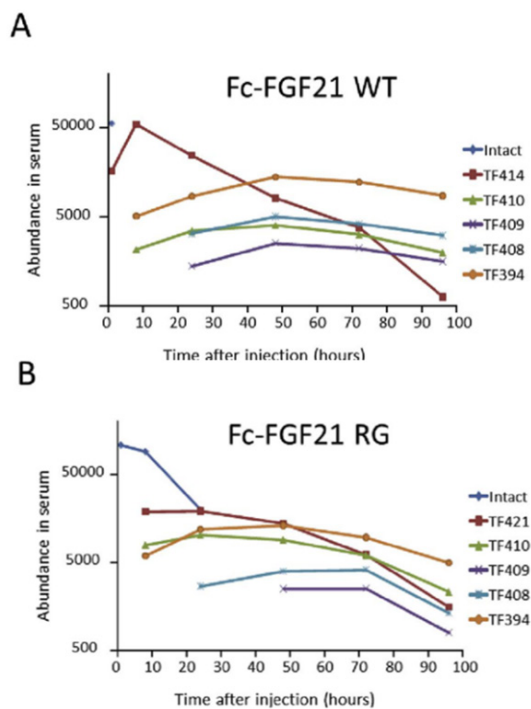 A
Fc-FGF21 WT
Abundance in serum
50000
5000
500
0 10 20 30 40 50 60 70 80 90 100
Time after injection (hours)
Intact
TF414
TF410
TF409
TF408
TF394
B
Fc-FGF21 RG
Abundance in serum
50000
5000
500
0 10 20 30 40 50 60 70 80 90 100
Time after injection (hours)
Intact
TF421
TF410
TF409
TF408
TF394